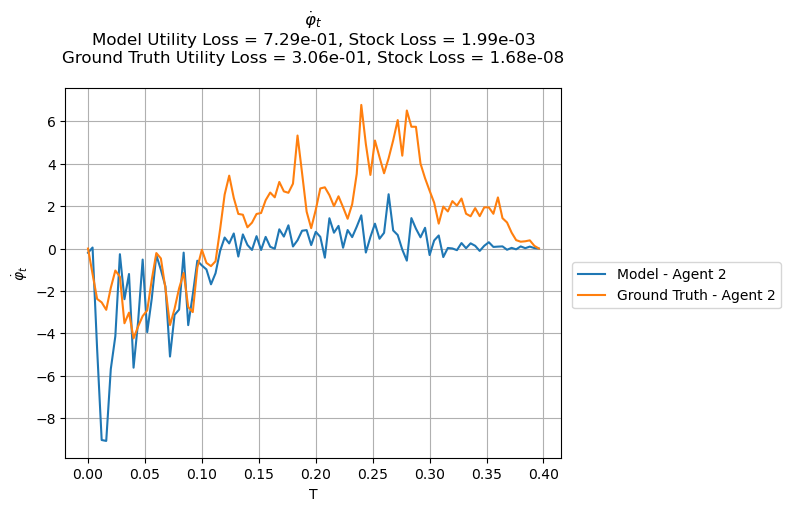 φ̇ₜ
Model Utility Loss = 7.29e-01, Stock Loss = 1.99e-03
Ground Truth Utility Loss = 3.06e-01, Stock Loss = 1.68e-08
φ̇ₜ
6
4
2
0
−2
−4
−6
−8
0.00 0.05 0.10 0.15 0.20 0.25 0.30 0.35 0.40
T
Model - Agent 2
Ground Truth - Agent 2